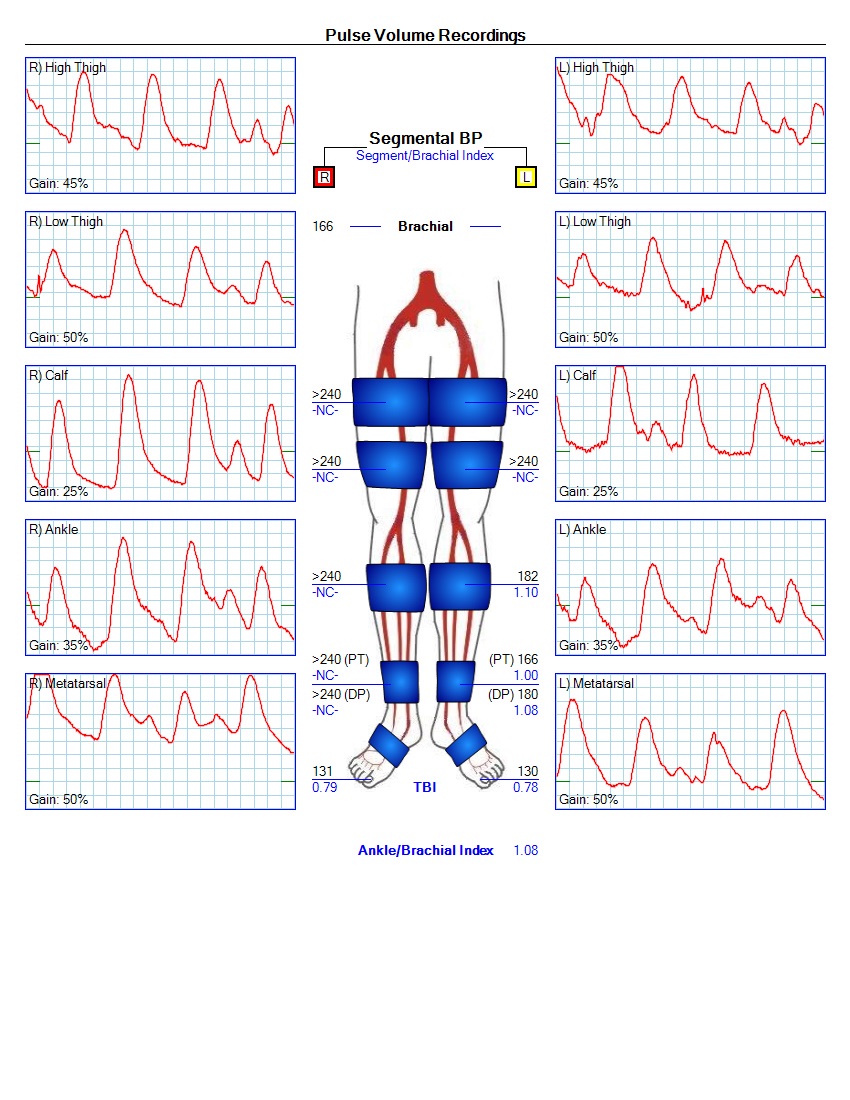 Pulse Volume Recordings
R) High Thigh
Gain: 45%
R) Low Thigh
Gain: 50%
R) Calf
Gain: 25%
R) Ankle
Gain: 35%
R) Metatarsal
Gain: 50%
Segmental BP
Segment/Brachial Index
R
L
166 Brachial
>240 >240
-NC- -NC-
>240 >240
-NC- -NC-
>240 182
-NC- 1.10
>240 (PT) (PT) 166
-NC- 1.00
>240 (DP) (DP) 180
-NC- 1.08
131 130
0.79 TBI 0.78
Ankle/Brachial Index 1.08
L) High Thigh
Gain: 45%
L) Low Thigh
Gain: 50%
L) Calf
Gain: 25%
L) Ankle
Gain: 35%
L) Metatarsal
Gain: 50%